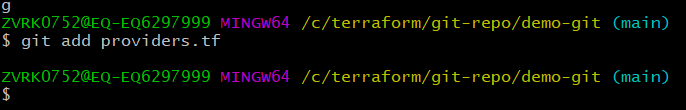 g
ZVRK0752@EQ-EQ6297999 MINGW64 /c/terraform/git-repo/demo-git (main)
$ git add providers.tf
ZVRK0752@EQ-EQ6297999 MINGW64 /c/terraform/git-repo/demo-git (main)
$